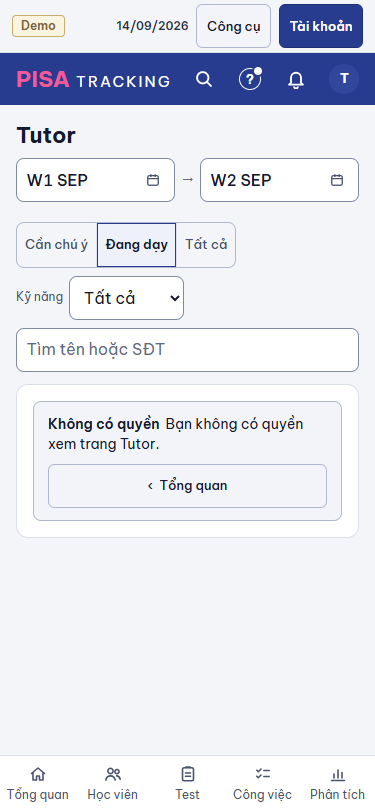 Demo 14/09/2026 Công cụ Tài khoản
PISA TRACKING ? T
Tutor
W1 SEP → W2 SEP
Cần chú ý Đang dạy Tất cả
Kỹ năng Tất cả
Tìm tên hoặc SĐT
Không có quyền Bạn không có quyền
xem trang Tutor.
‹ Tổng quan
Tổng quan Học viên Test Công việc Phân tích